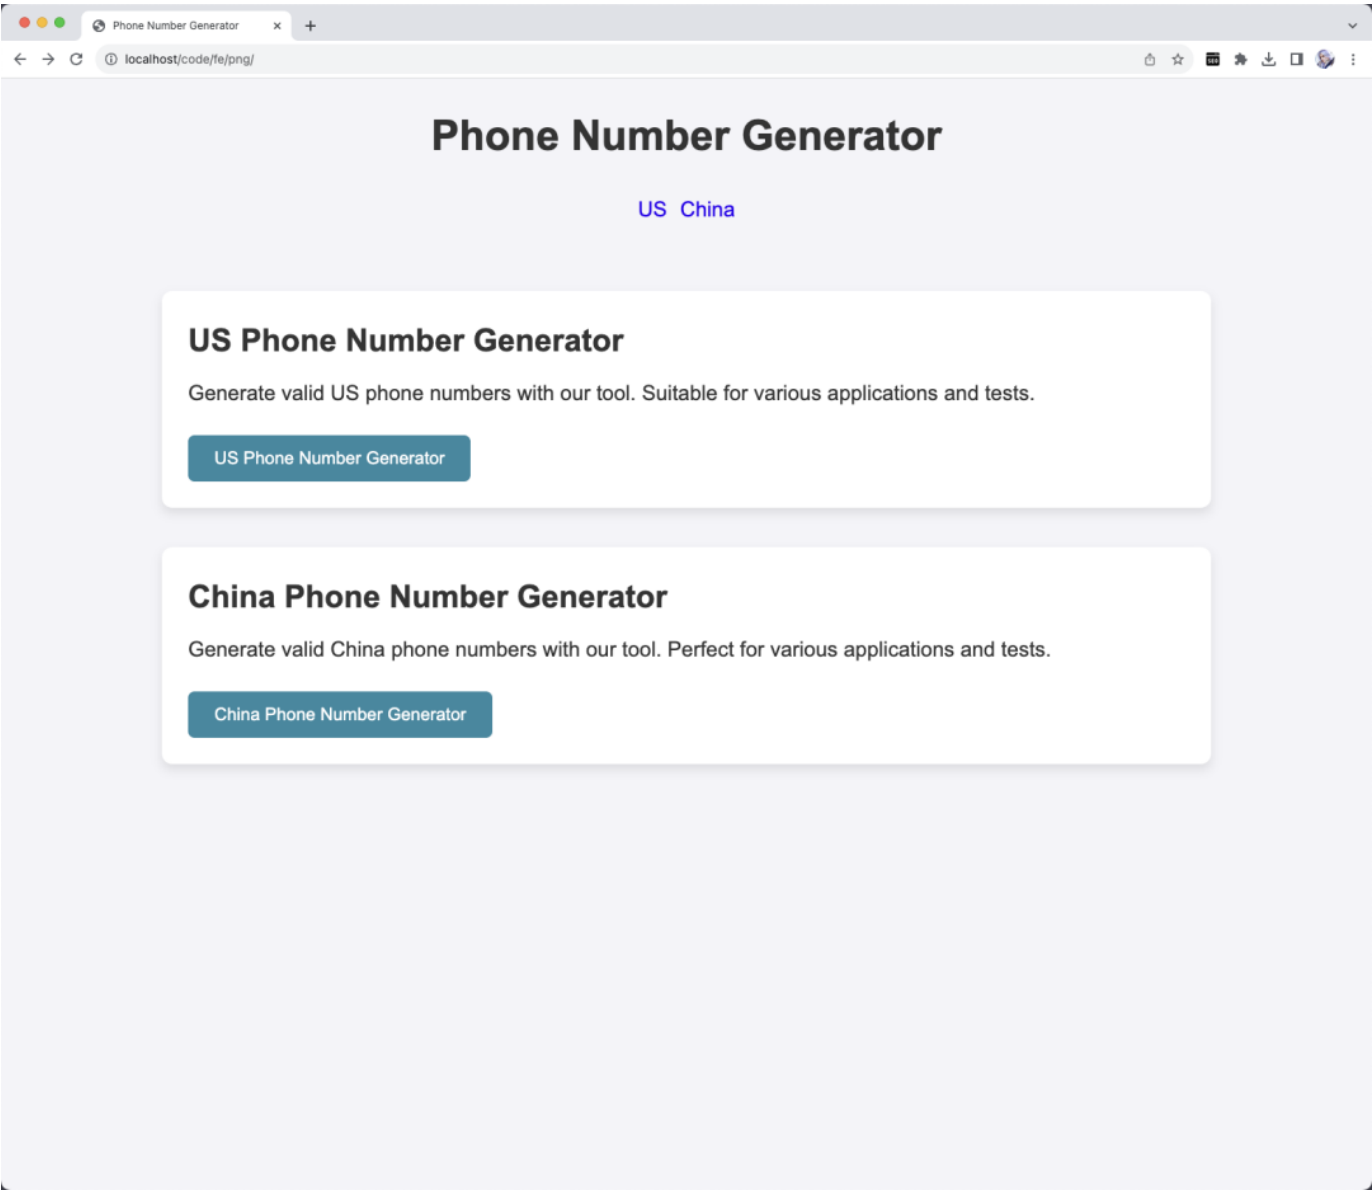 Phone Number Generator
localhost/code/fe/png/
Phone Number Generator
US China
US Phone Number Generator
Generate valid US phone numbers with our tool. Suitable for various applications and tests.
US Phone Number Generator
China Phone Number Generator
Generate valid China phone numbers with our tool. Perfect for various applications and tests.
China Phone Number Generator